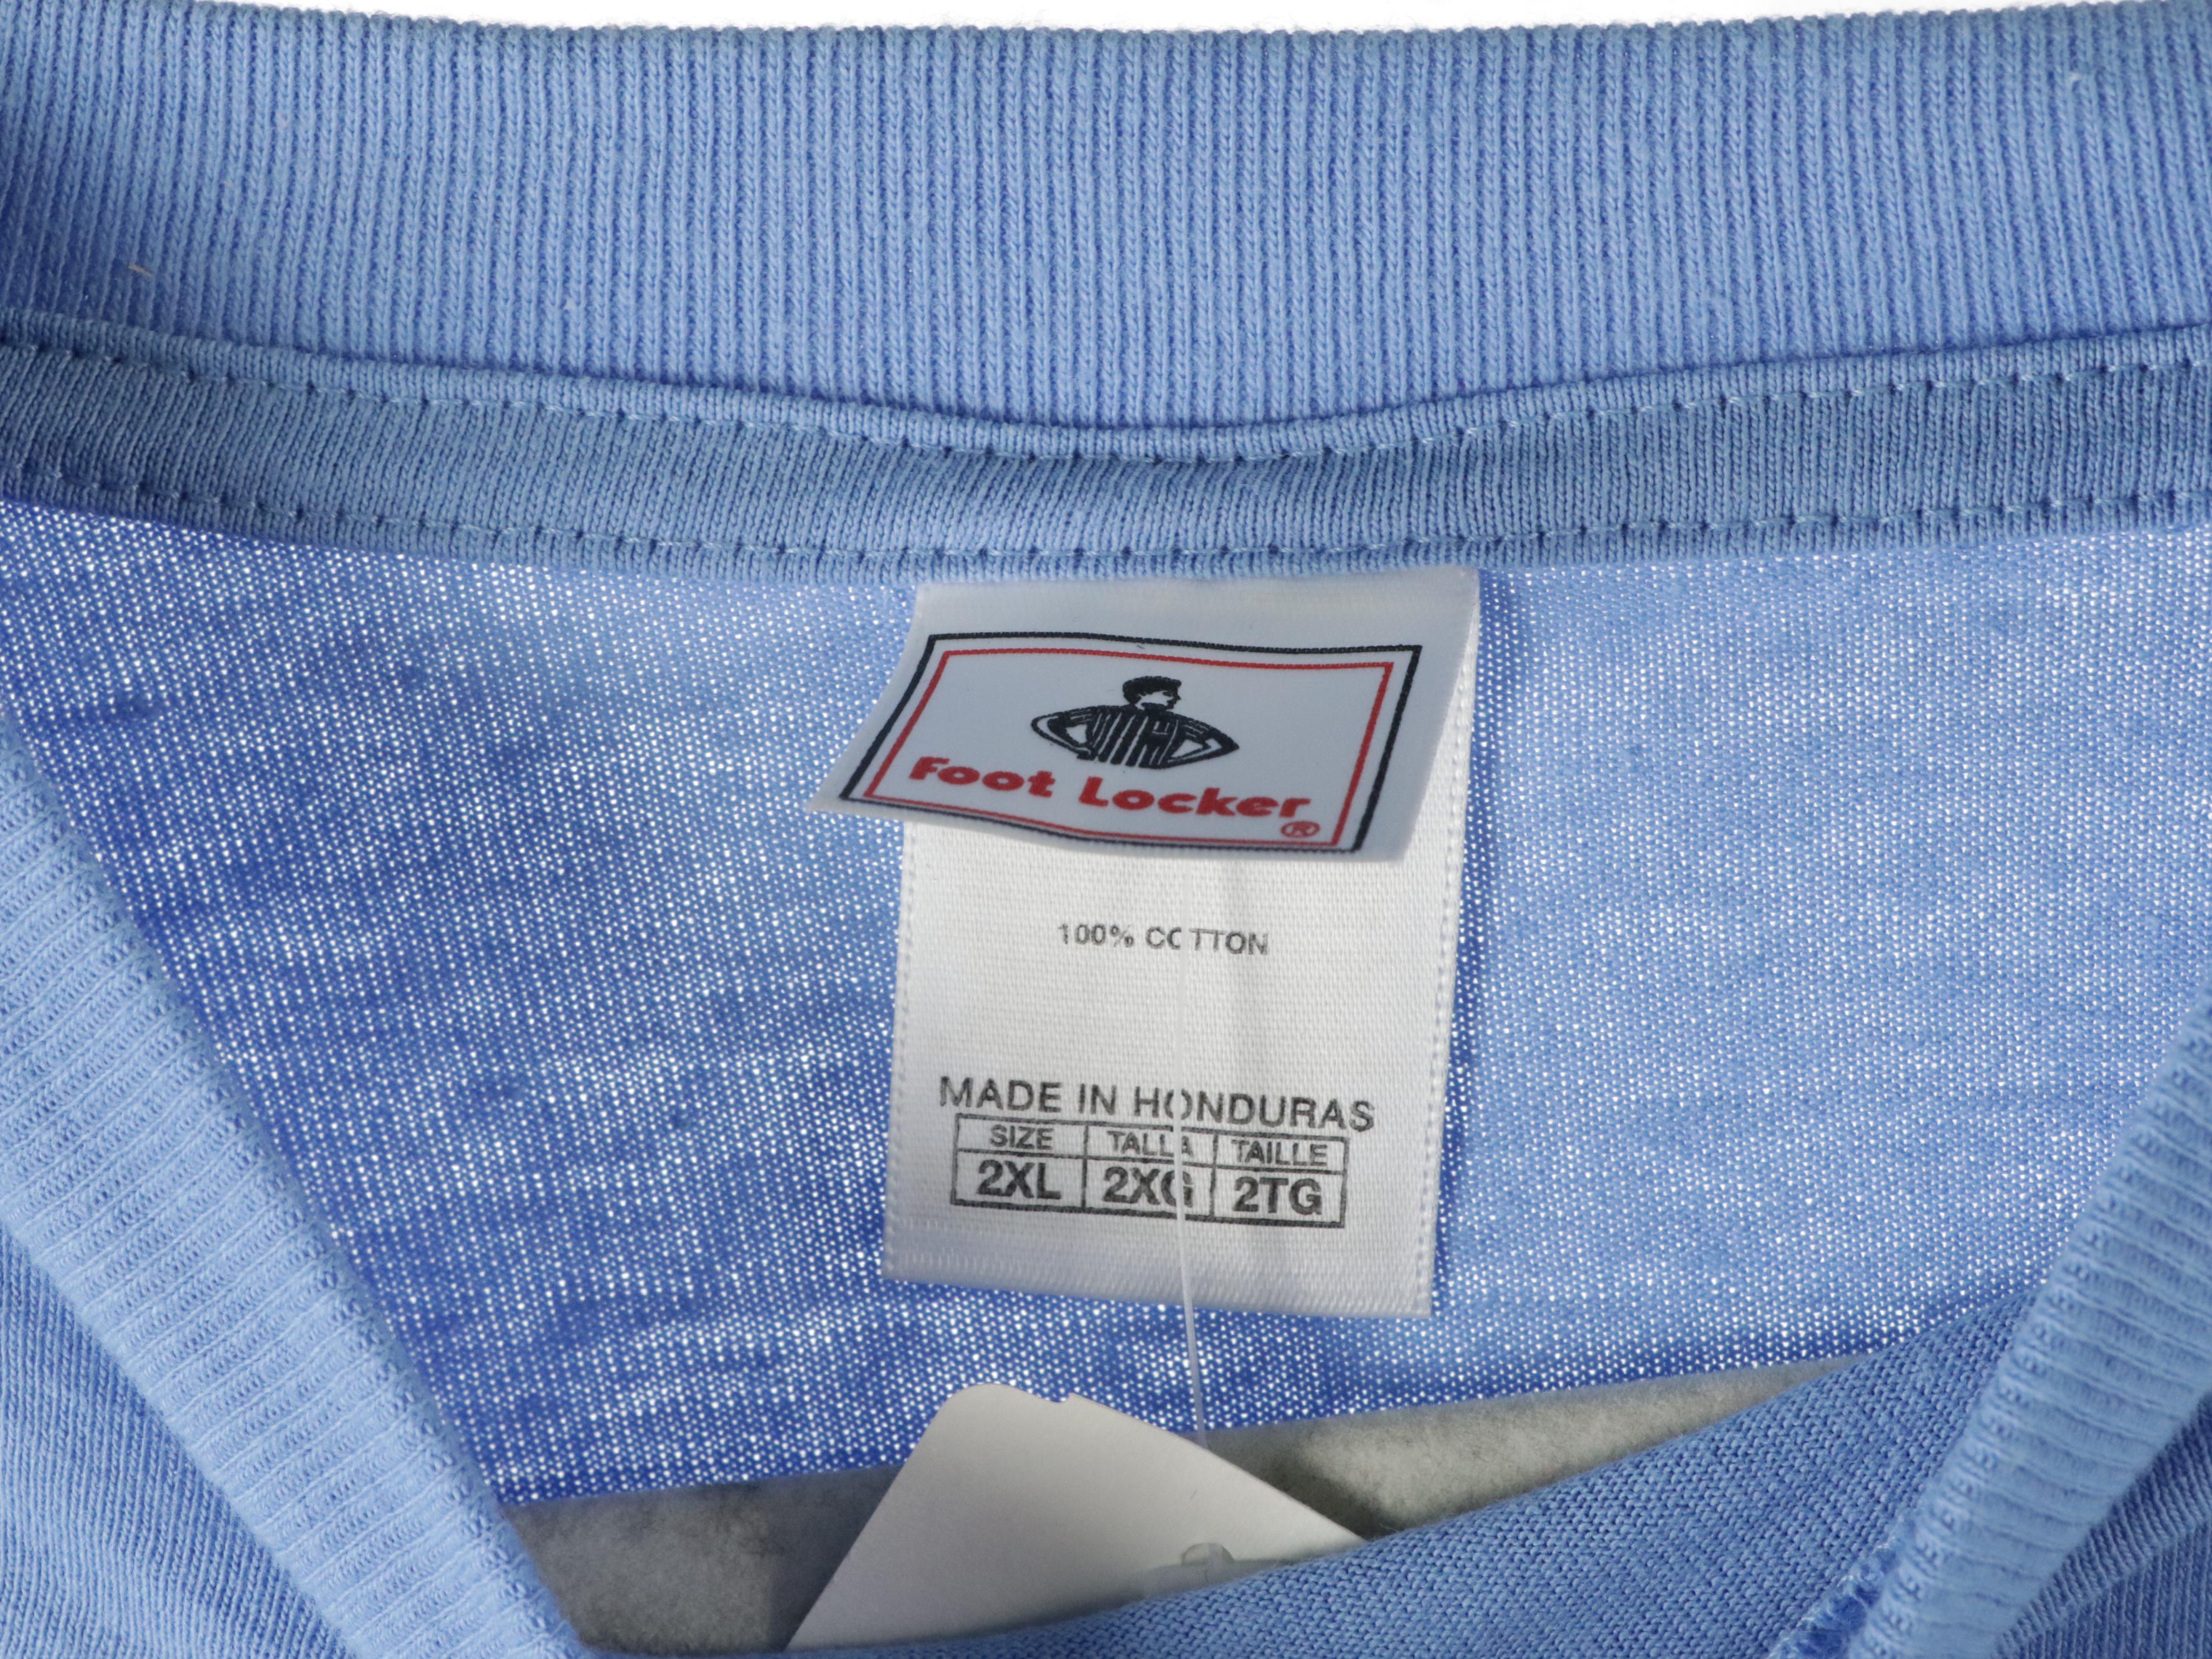 Foot Locker®
100% COTTON
MADE IN HONDURAS
SIZE TALLA TAILLE
2XL 2XG 2TG